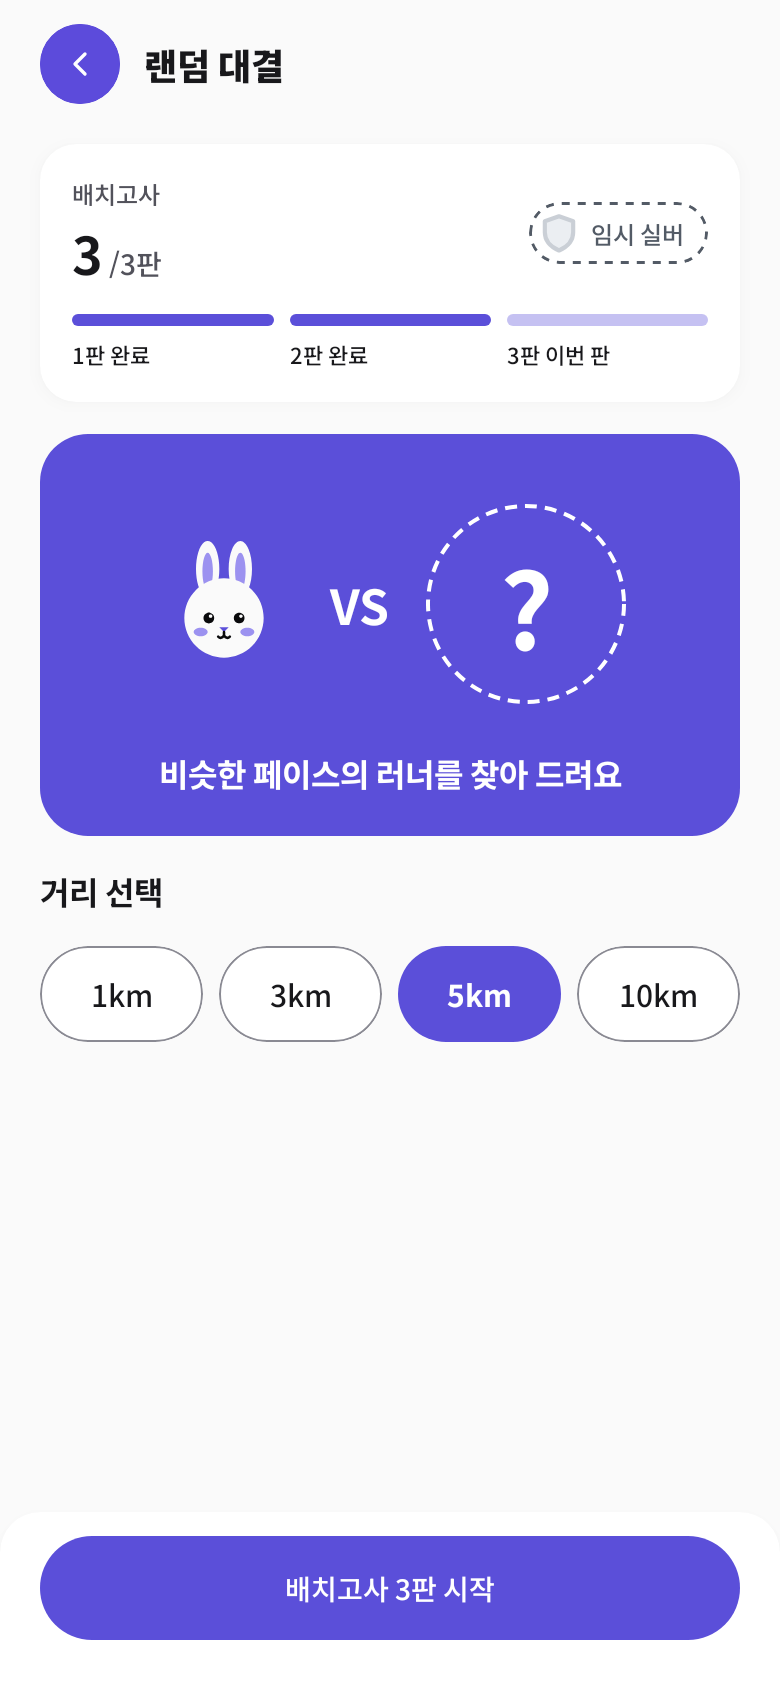 랜덤 대결
배치고사
3 /3판
임시 실버
1판 완료
2판 완료
3판 이번 판
VS
?
비슷한 페이스의 러너를 찾아 드려요
거리 선택
1km
3km
5km
10km
배치고사 3판 시작